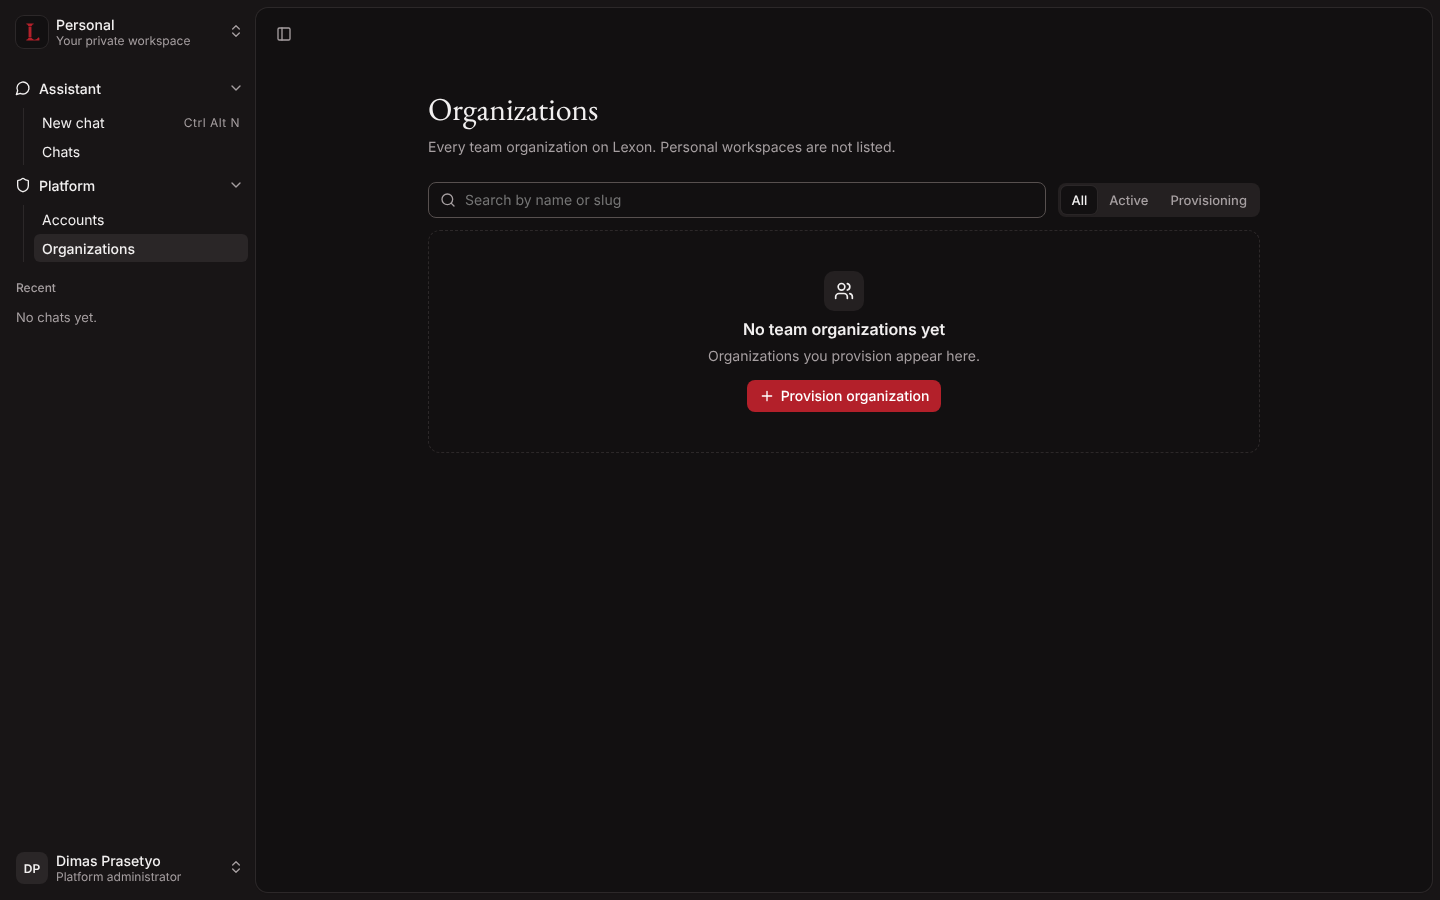 L
Personal
Your private workspace
Assistant
New chat
Ctrl Alt N
Chats
Platform
Accounts
Organizations
Recent
No chats yet.
Dimas Prasetyo
DP
Platform administrator
Organizations
Every team organization on Lexon. Personal workspaces are not listed.
Search by name or slug
All
Active
Provisioning
No team organizations yet
Organizations you provision appear here.
Provision organization